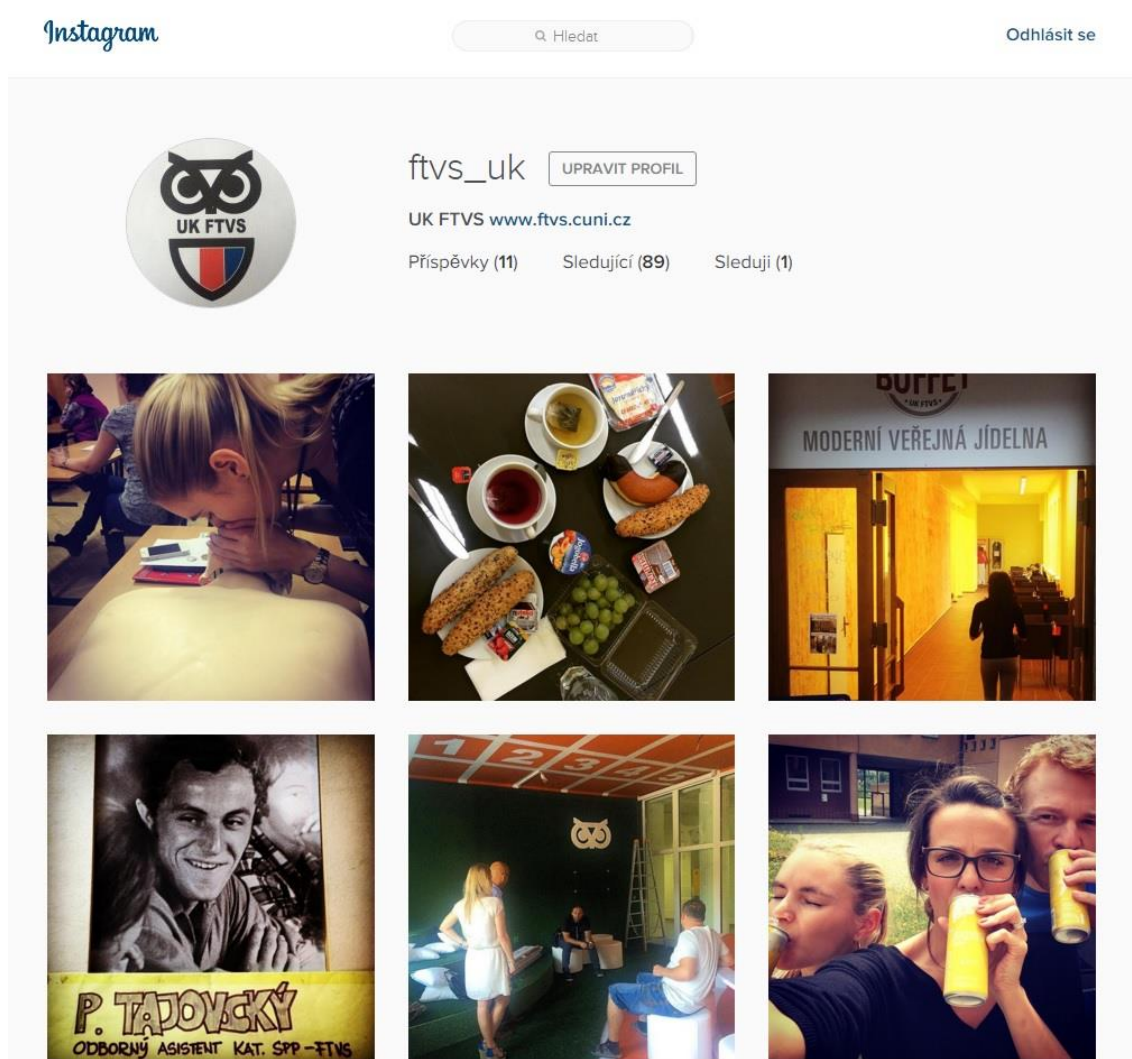 Instagram
Hledat
Odhlásit se
ftvs_uk
UPRAVIT PROFIL
UK FTVS www.ftvs.cuni.cz
Příspěvky (11) Sledující (89) Sleduji (1)
UK FTVS
BUFFET
• UK FTVS •
MODERNÍ VEŘEJNÁ JÍDELNA
Jogobella
P. TAJOVSKÝ
ODBORNÝ ASISTENT KAT. SPP-FTVS
1 2 3 4 5